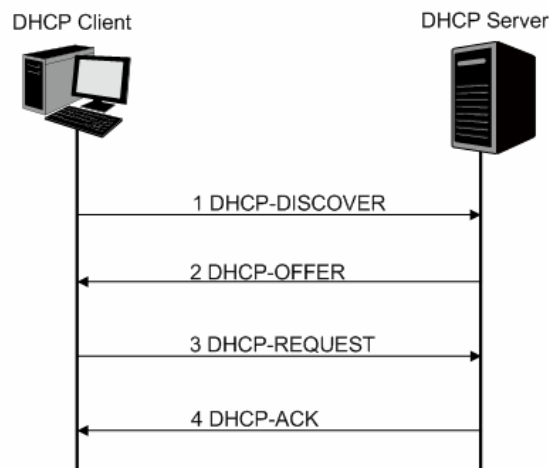 DHCP Client
DHCP Server
1 DHCP-DISCOVER
2 DHCP-OFFER
3 DHCP-REQUEST
4 DHCP-ACK